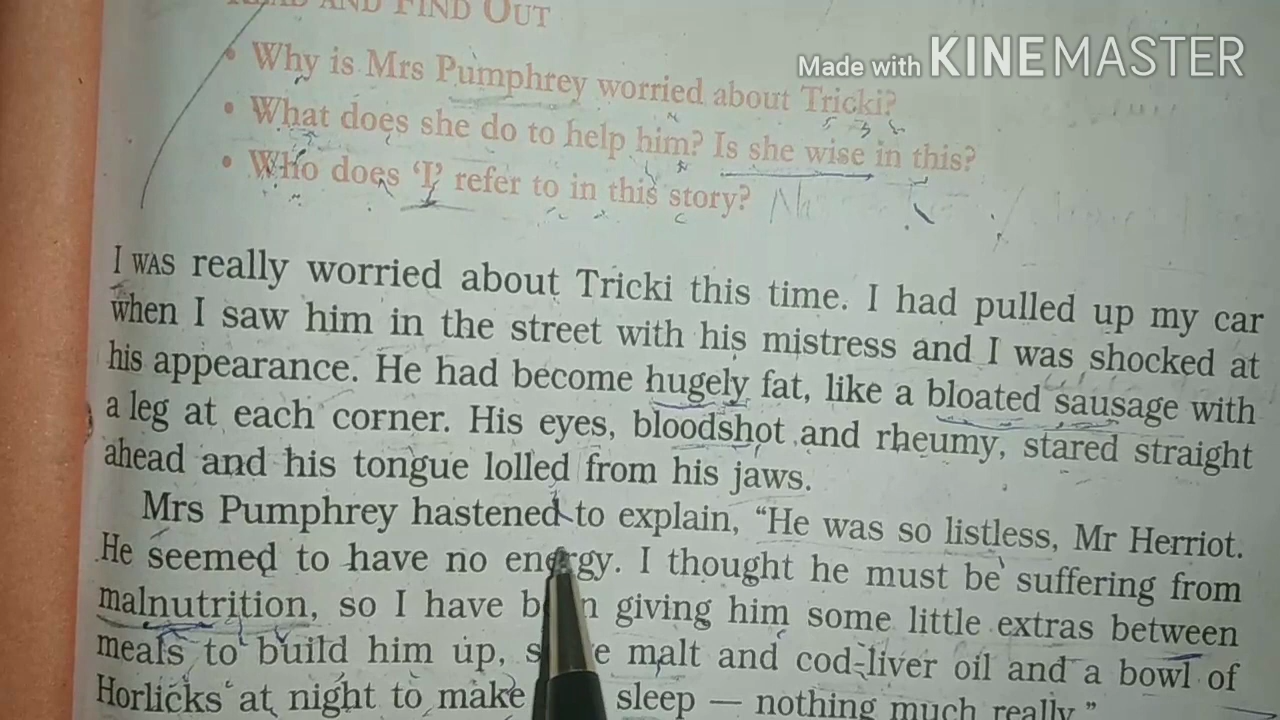 AND FIND OUT
Made with KINEMASTER
• Why is Mrs Pumphrey worried about Tricki?
• What does she do to help him? Is she wise in this?
• Who does ‘I’ refer to in this story?
I WAS really worried about Tricki this time. I had pulled up my car
when I saw him in the street with his mistress and I was shocked at
his appearance. He had become hugely fat, like a bloated sausage with
a leg at each corner. His eyes, bloodshot and rheumy, stared straight
ahead and his tongue lolled from his jaws.
Mrs Pumphrey hastened to explain, “He was so listless, Mr Herriot.
He seemed to have no energy. I thought he must be suffering from
malnutrition, so I have giving him some little extras between
meals to build him up, malt and cod-liver oil and a bowl of
Horlicks at night to make sleep — nothing much really.”